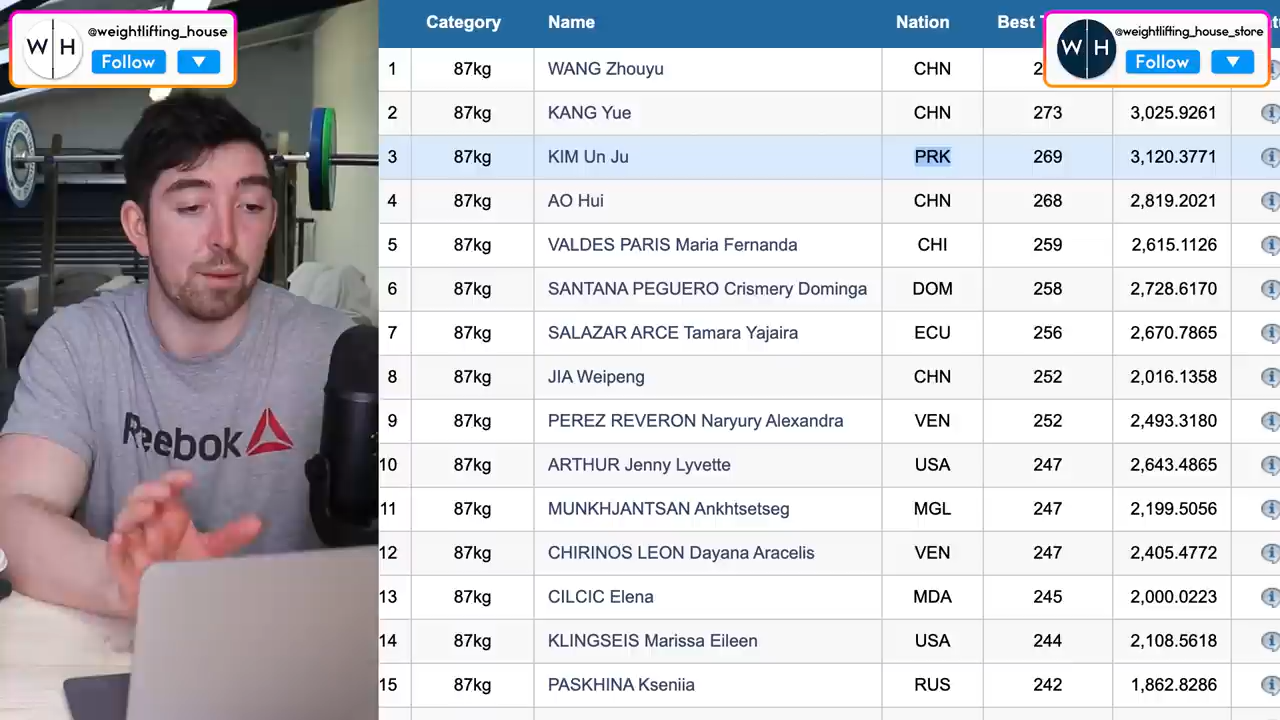 W H
@weightlifting_house
Follow
W H
@weightlifting_house_store
Follow
Category Name Nation Best
1 87kg WANG Zhouyu CHN
2 87kg KANG Yue CHN 273 3,025.9261
3 87kg KIM Un Ju PRK 269 3,120.3771
4 87kg AO Hui CHN 268 2,819.2021
5 87kg VALDES PARIS Maria Fernanda CHI 259 2,615.1126
6 87kg SANTANA PEGUERO Crismery Dominga DOM 258 2,728.6170
7 87kg SALAZAR ARCE Tamara Yajaira ECU 256 2,670.7865
8 87kg JIA Weipeng CHN 252 2,016.1358
9 87kg PEREZ REVERON Naryury Alexandra VEN 252 2,493.3180
10 87kg ARTHUR Jenny Lyvette USA 247 2,643.4865
11 87kg MUNKHJANTSAN Ankhtsetseg MGL 247 2,199.5056
12 87kg CHIRINOS LEON Dayana Aracelis VEN 247 2,405.4772
13 87kg CILCIC Elena MDA 245 2,000.0223
14 87kg KLINGSEIS Marissa Eileen USA 244 2,108.5618
15 87kg PASKHINA Kseniia RUS 242 1,862.8286
Reebok